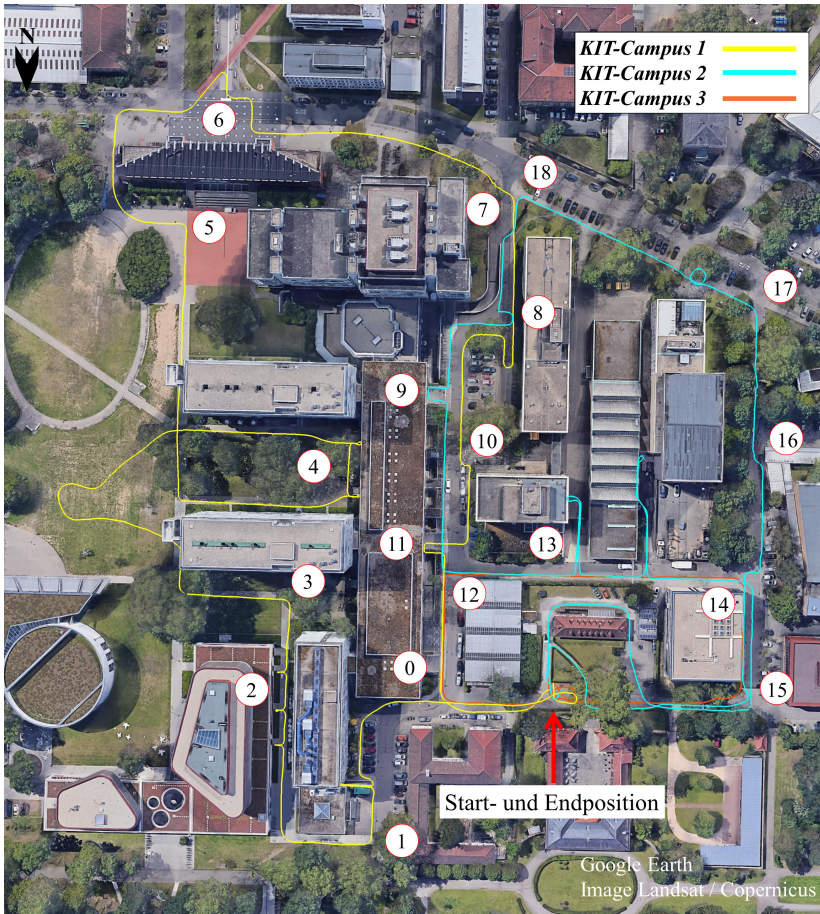 N
KIT-Campus 1
KIT-Campus 2
KIT-Campus 3
6
18
5
7
17
8
9
10
16
4
11
13
3
12
14
0
2
15
Start- und Endposition
1
Google Earth
Image Landsat / Copernicus